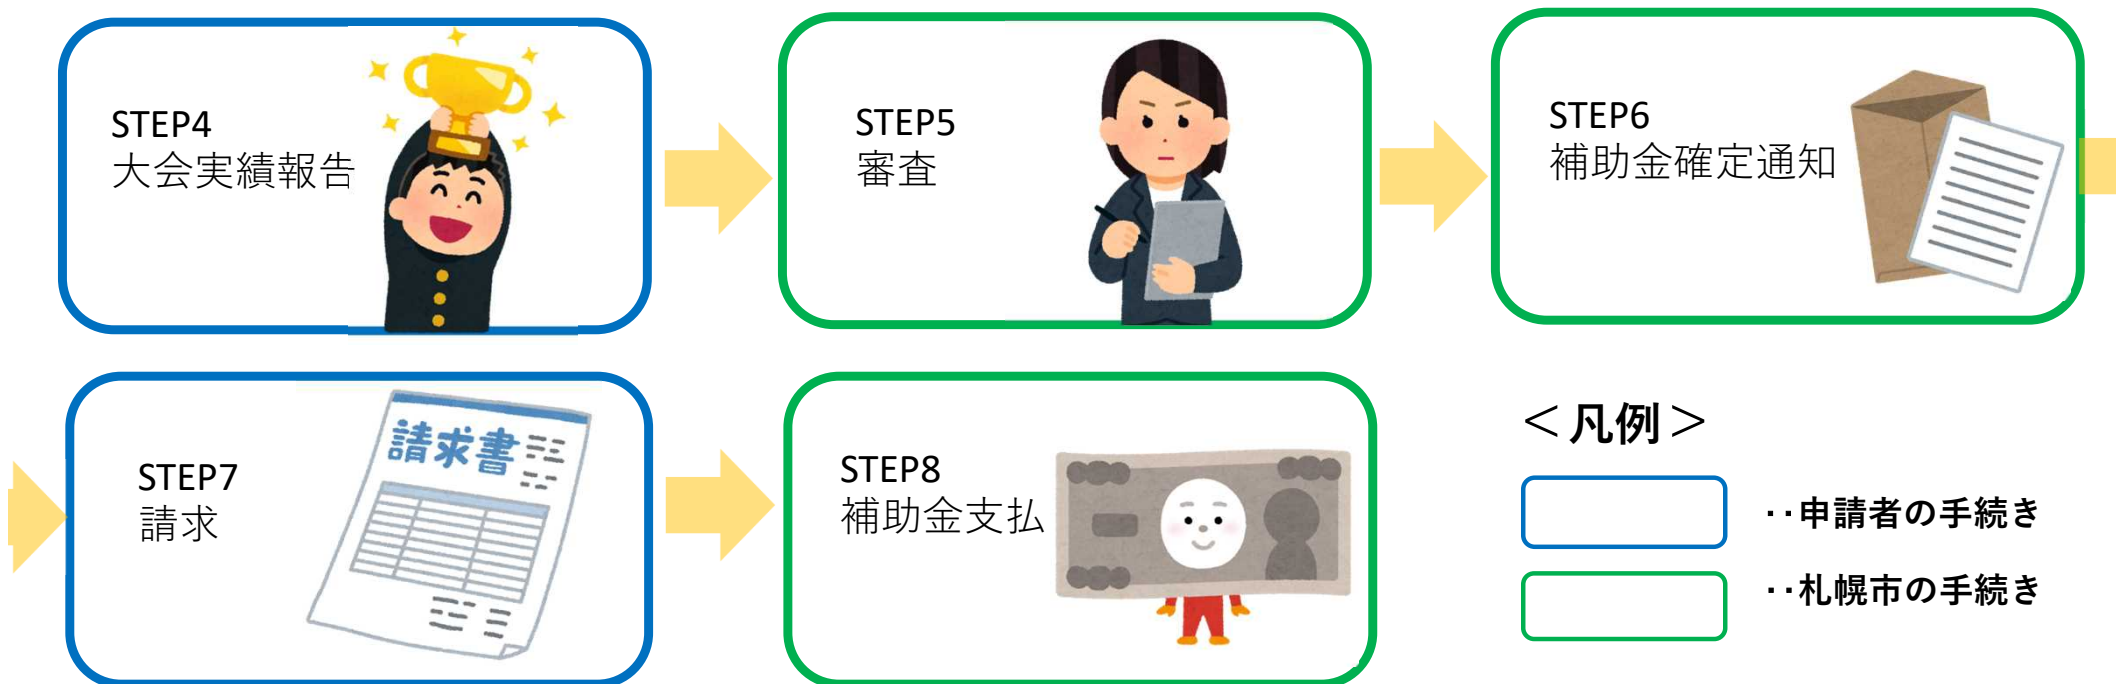 STEP4
大会実績報告
STEP5
審査
STEP6
補助金確定通知
STEP7
請求
請求書
STEP8
補助金支払
＜凡例＞
‥申請者の手続き
‥札幌市の手続き